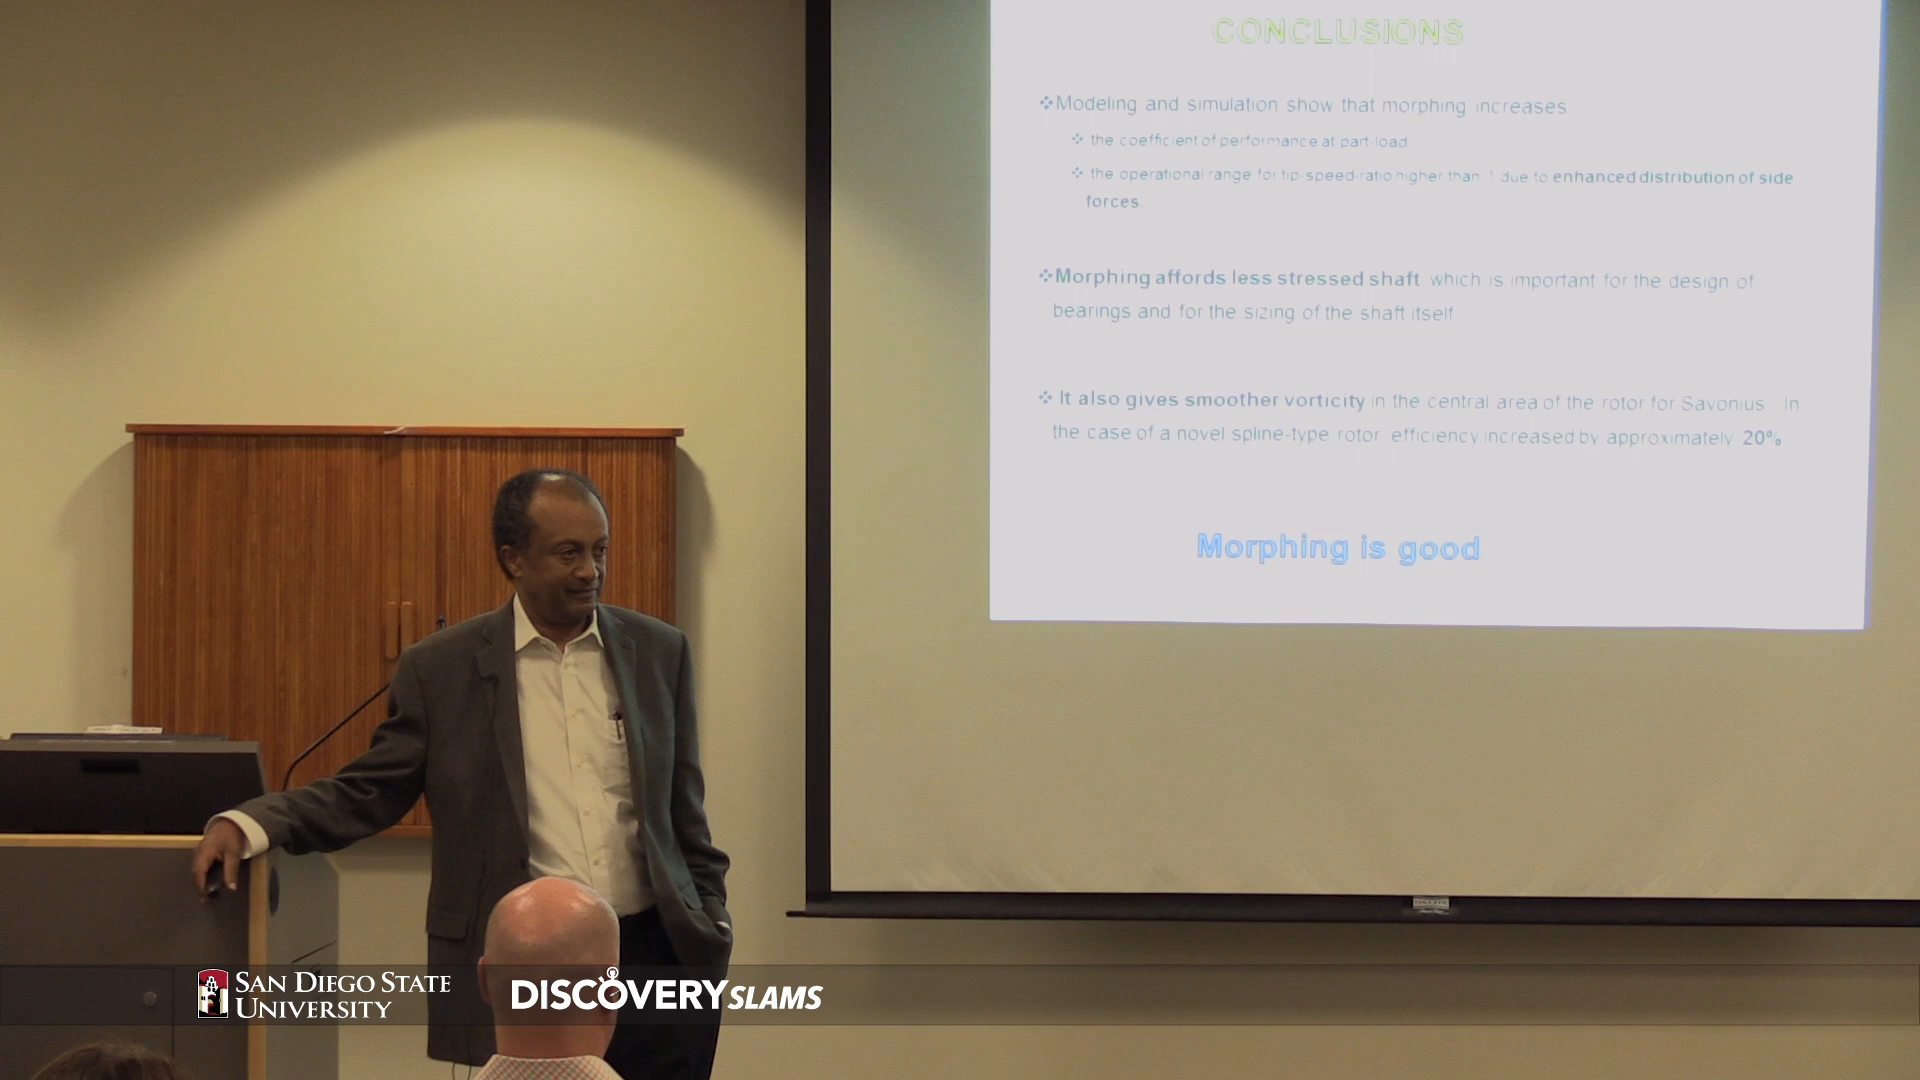 CONCLUSIONS
❖Modeling and simulation show that morphing increases
❖ the coefficient of performance at part-load
❖ the operational range for tip-speed-ratio higher than 1 due to enhanced distribution of side
forces.
❖Morphing affords less stressed shaft which is important for the design of
bearings and for the sizing of the shaft itself
❖ It also gives smoother vorticity in the central area of the rotor for Savonius. In
the case of a novel spline-type rotor efficiency increased by approximately 20%
Morphing is good
SAN DIEGO STATE
UNIVERSITY
DISCOVERY SLAMS